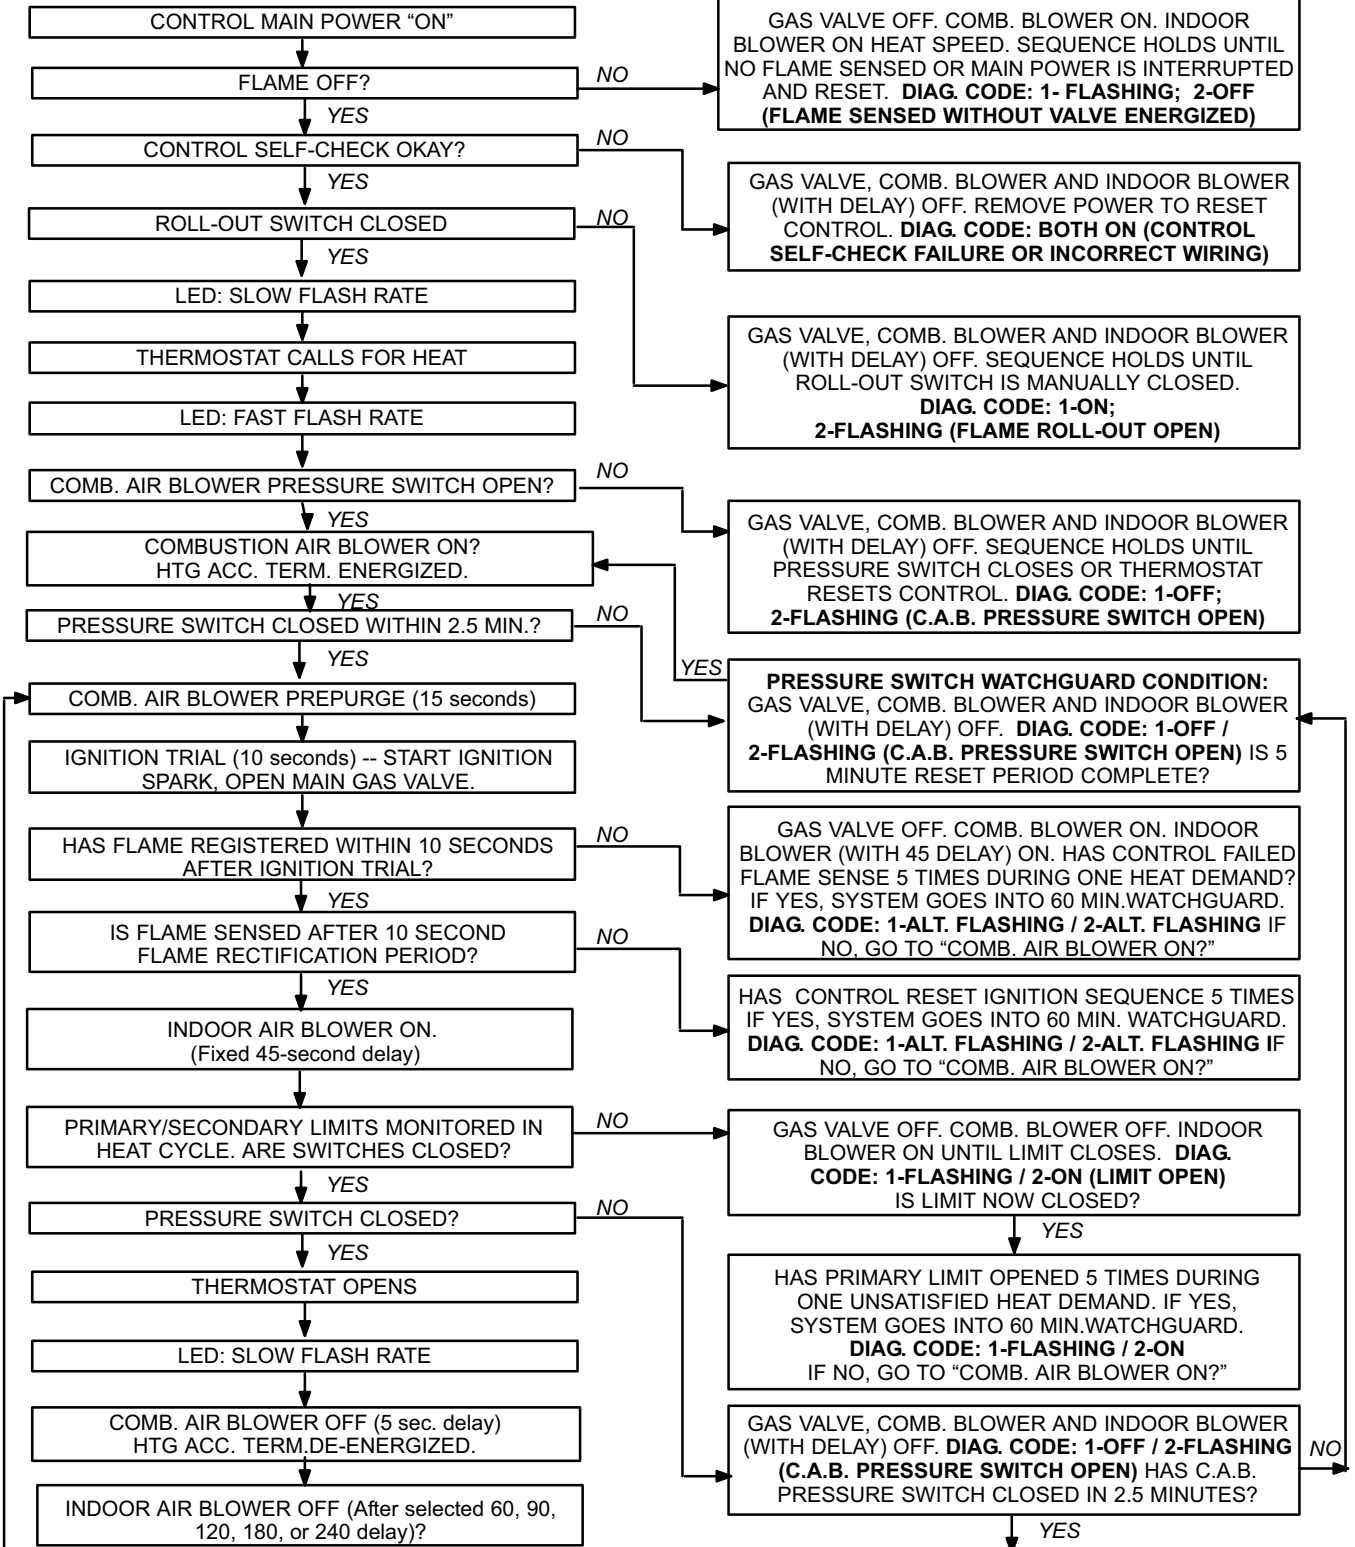 CONTROL MAIN POWER “ON”
GAS VALVE OFF. COMB. BLOWER ON. INDOOR
BLOWER ON HEAT SPEED. SEQUENCE HOLDS UNTIL
NO FLAME SENSED OR MAIN POWER IS INTERRUPTED
AND RESET. DIAG. CODE: 1- FLASHING; 2-OFF
(FLAME SENSED WITHOUT VALVE ENERGIZED)
FLAME OFF?
NO
YES
CONTROL SELF-CHECK OKAY?
NO
YES
GAS VALVE, COMB. BLOWER AND INDOOR BLOWER
(WITH DELAY) OFF. REMOVE POWER TO RESET
CONTROL. DIAG. CODE: BOTH ON (CONTROL
SELF-CHECK FAILURE OR INCORRECT WIRING)
ROLL-OUT SWITCH CLOSED
NO
YES
LED: SLOW FLASH RATE
THERMOSTAT CALLS FOR HEAT
GAS VALVE, COMB. BLOWER AND INDOOR BLOWER
(WITH DELAY) OFF. SEQUENCE HOLDS UNTIL
ROLL-OUT SWITCH IS MANUALLY CLOSED.
DIAG. CODE: 1-ON;
2-FLASHING (FLAME ROLL-OUT OPEN)
LED: FAST FLASH RATE
COMB. AIR BLOWER PRESSURE SWITCH OPEN?
NO
YES
GAS VALVE, COMB. BLOWER AND INDOOR BLOWER
(WITH DELAY) OFF. SEQUENCE HOLDS UNTIL
PRESSURE SWITCH CLOSES OR THERMOSTAT
RESETS CONTROL. DIAG. CODE: 1-OFF;
2-FLASHING (C.A.B. PRESSURE SWITCH OPEN)
COMBUSTION AIR BLOWER ON?
HTG ACC. TERM. ENERGIZED.
YES
PRESSURE SWITCH CLOSED WITHIN 2.5 MIN.?
NO
YES
YES
PRESSURE SWITCH WATCHGUARD CONDITION:
GAS VALVE, COMB. BLOWER AND INDOOR BLOWER
(WITH DELAY) OFF. DIAG. CODE: 1-OFF /
2-FLASHING (C.A.B. PRESSURE SWITCH OPEN) IS 5
MINUTE RESET PERIOD COMPLETE?
COMB. AIR BLOWER PREPURGE (15 seconds)
IGNITION TRIAL (10 seconds) -- START IGNITION
SPARK, OPEN MAIN GAS VALVE.
HAS FLAME REGISTERED WITHIN 10 SECONDS
AFTER IGNITION TRIAL?
NO
YES
GAS VALVE OFF. COMB. BLOWER ON. INDOOR
BLOWER (WITH 45 DELAY) ON. HAS CONTROL FAILED
FLAME SENSE 5 TIMES DURING ONE HEAT DEMAND?
IF YES, SYSTEM GOES INTO 60 MIN.WATCHGUARD.
DIAG. CODE: 1-ALT. FLASHING / 2-ALT. FLASHING IF
NO, GO TO “COMB. AIR BLOWER ON?”
IS FLAME SENSED AFTER 10 SECOND
FLAME RECTIFICATION PERIOD?
NO
YES
HAS CONTROL RESET IGNITION SEQUENCE 5 TIMES
IF YES, SYSTEM GOES INTO 60 MIN. WATCHGUARD.
DIAG. CODE: 1-ALT. FLASHING / 2-ALT. FLASHING IF
NO, GO TO “COMB. AIR BLOWER ON?”
INDOOR AIR BLOWER ON.
(Fixed 45-second delay)
PRIMARY/SECONDARY LIMITS MONITORED IN
HEAT CYCLE. ARE SWITCHES CLOSED?
NO
YES
GAS VALVE OFF. COMB. BLOWER OFF. INDOOR
BLOWER ON UNTIL LIMIT CLOSES. DIAG.
CODE: 1-FLASHING / 2-ON (LIMIT OPEN)
IS LIMIT NOW CLOSED?
YES
PRESSURE SWITCH CLOSED?
NO
YES
THERMOSTAT OPENS
HAS PRIMARY LIMIT OPENED 5 TIMES DURING
ONE UNSATISFIED HEAT DEMAND. IF YES,
SYSTEM GOES INTO 60 MIN.WATCHGUARD.
DIAG. CODE: 1-FLASHING / 2-ON
IF NO, GO TO “COMB. AIR BLOWER ON?”
LED: SLOW FLASH RATE
COMB. AIR BLOWER OFF (5 sec. delay)
HTG ACC. TERM.DE-ENERGIZED.
GAS VALVE, COMB. BLOWER AND INDOOR BLOWER
(WITH DELAY) OFF. DIAG. CODE: 1-OFF / 2-FLASHING
(C.A.B. PRESSURE SWITCH OPEN) HAS C.A.B.
PRESSURE SWITCH CLOSED IN 2.5 MINUTES?
NO
YES
INDOOR AIR BLOWER OFF (After selected 60, 90,
120, 180, or 240 delay)?